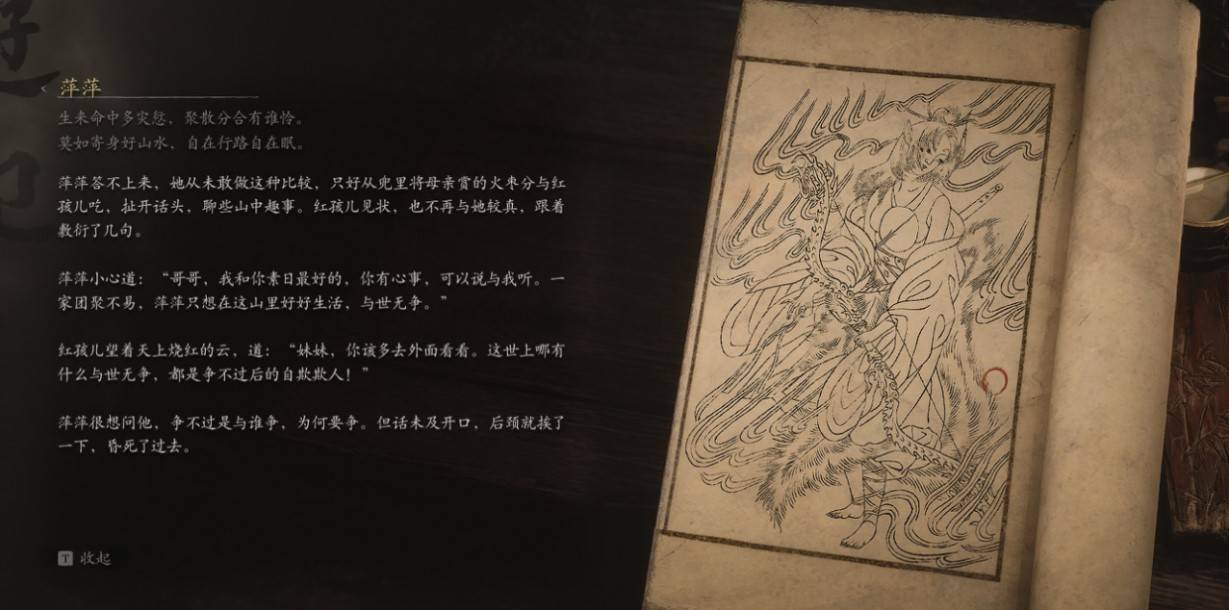 萍萍
生来命中多灾愁，聚散分合有谁怜。
莫如寄身好山水，自在行路自在眠。
萍萍答不上来，她从未敢做这种比较，只好从兜里将母亲赏的火枣分与红
孩儿吃，扯开话头，聊些山中趣事。红孩儿见状，也不再与她较真，跟着
敷衍了几句。
萍萍小心道：“哥哥，我和你素日最好的，你有心事，可以说与我听。一
家团聚不易，萍萍只想在这山里好好生活，与世无争。”
红孩儿望着天上烧红的云，道：“妹妹，你该多去外面看看。这世上哪有
什么与世无争，都是争不过后的自欺欺人！”
萍萍很想问他，争不过是与谁争，为何要争。但话未及开口，后颈就挨了
一下，昏死了过去。
T 收起